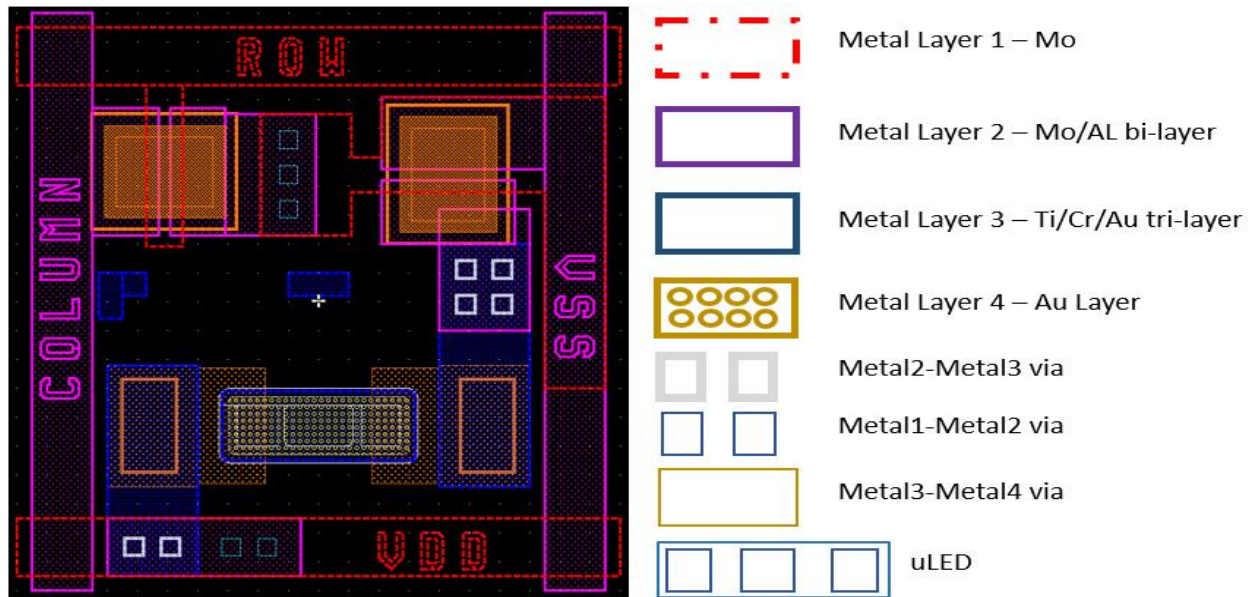 ROW
COLUMN
VSS
VDD
Metal Layer 1 – Mo
Metal Layer 2 – Mo/AL bi-layer
Metal Layer 3 – Ti/Cr/Au tri-layer
Metal Layer 4 – Au Layer
Metal2-Metal3 via
Metal1-Metal2 via
Metal3-Metal4 via
uLED